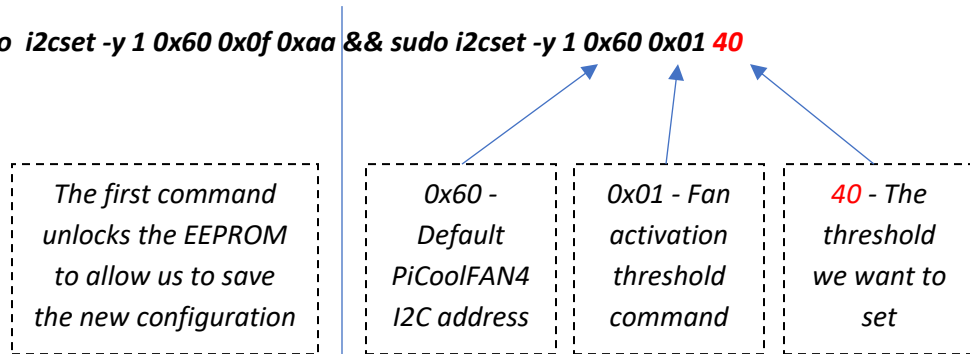 o i2cset -y 1 0x60 0x0f 0xaa && sudo i2cset -y 1 0x60 0x01 40
The first command
unlocks the EEPROM
to allow us to save
the new configuration
0x60 -
Default
PiCoolFAN4
I2C address
0x01 - Fan
activation
threshold
command
40 - The
threshold
we want to
set